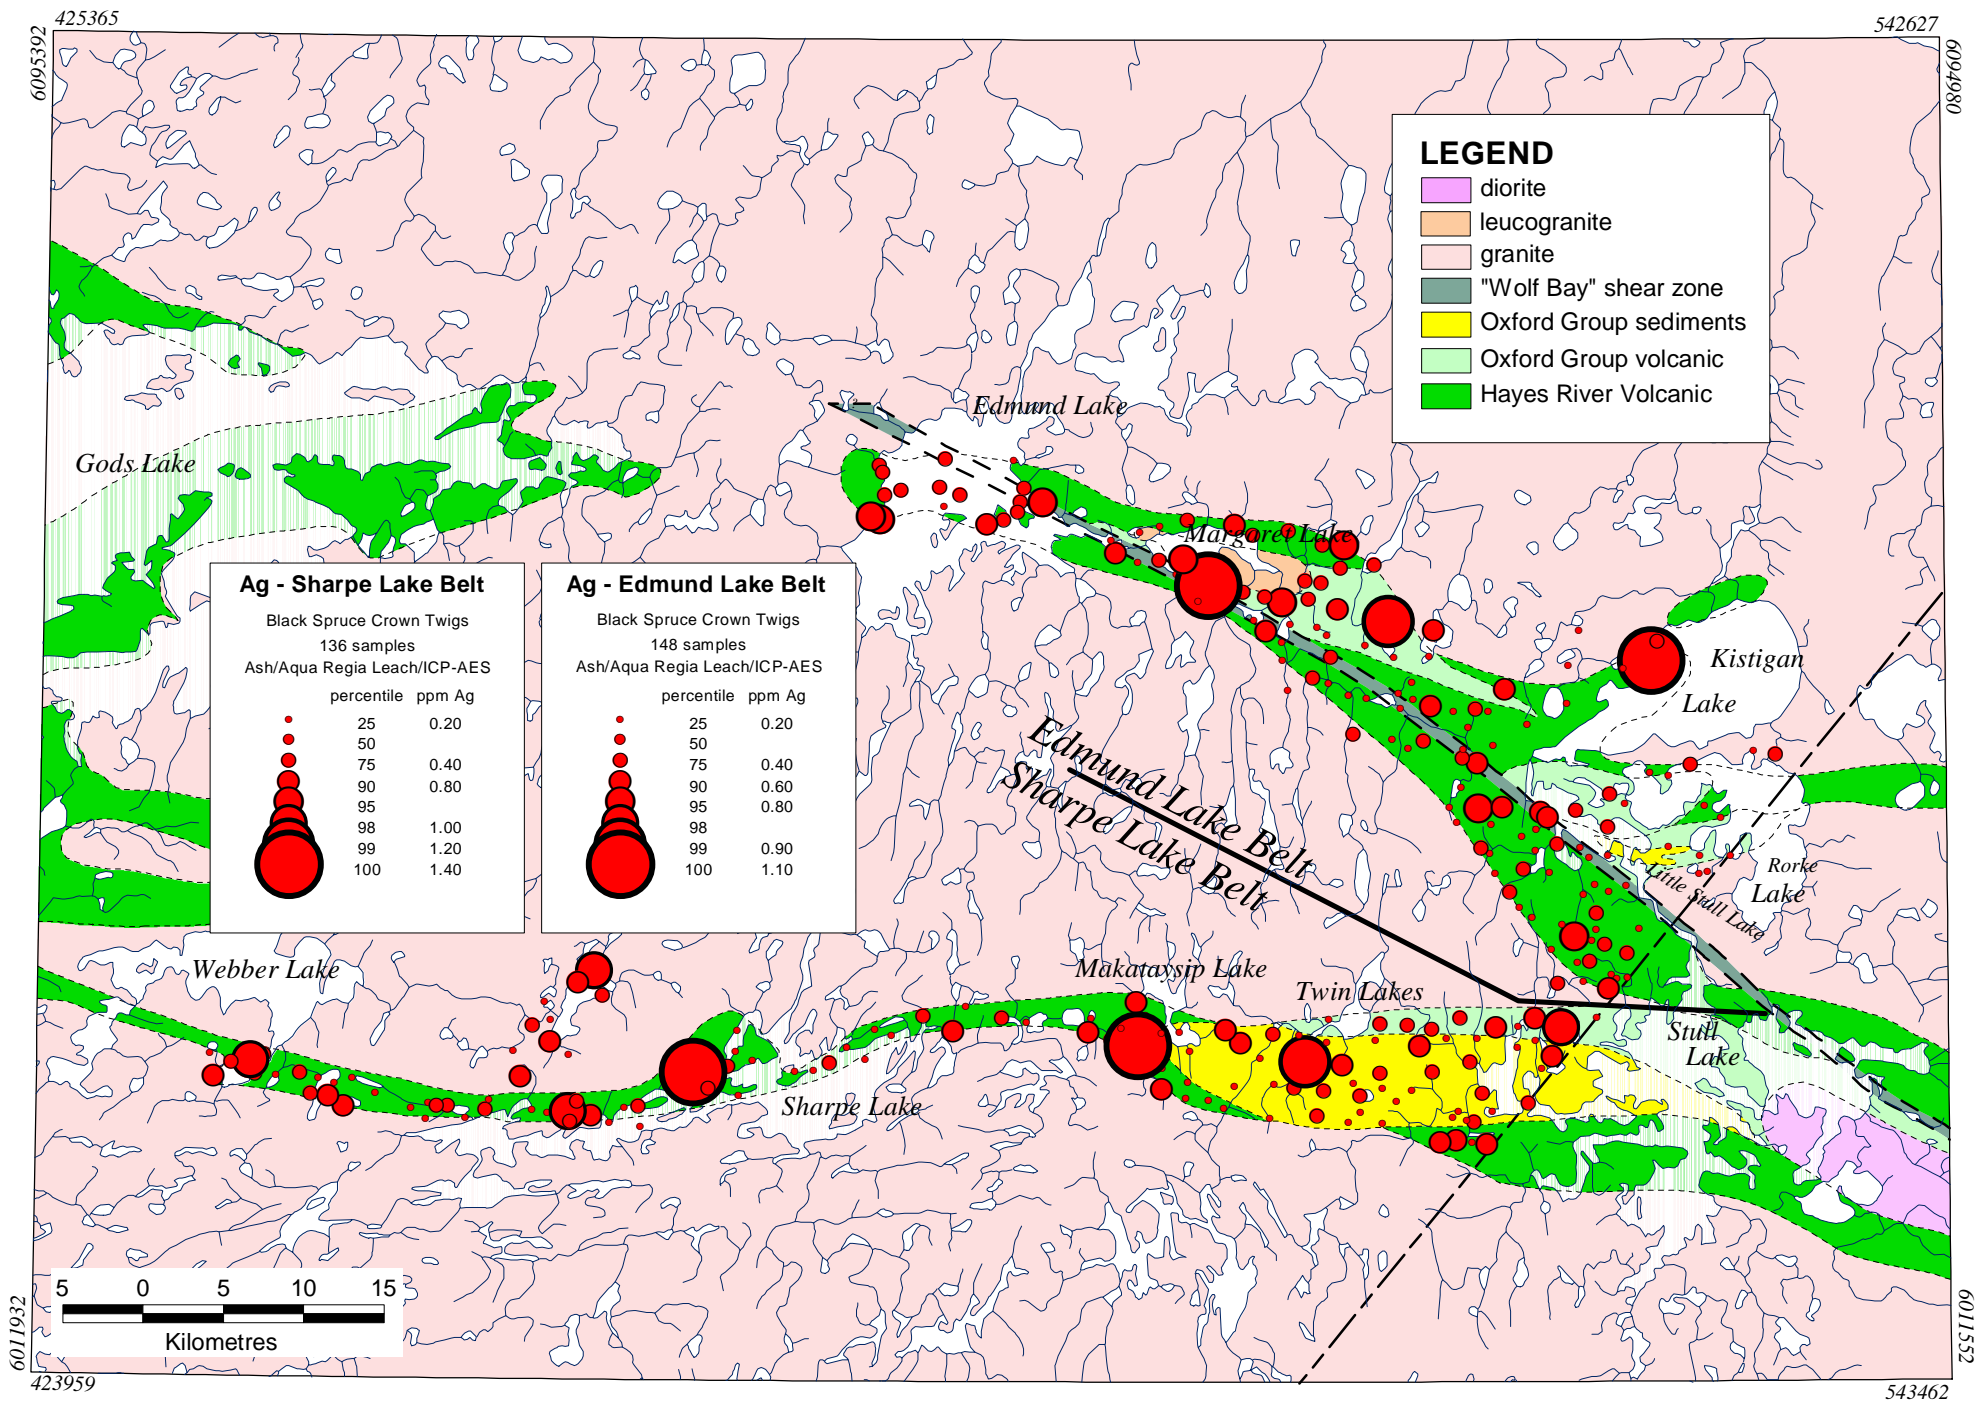 425365
542627
6095392
6094980
LEGEND
diorite
leucogranite
granite
"Wolf Bay" shear zone
Oxford Group sediments
Oxford Group volcanic
Hayes River Volcanic
Edmund Lake
Gods Lake
Margaret Lake
Kistigan
Lake
Ag - Sharpe Lake Belt
Black Spruce Crown Twigs
136 samples
Ash/Aqua Regia Leach/ICP-AES
percentile ppm Ag
25 0.20
50
75 0.40
90 0.80
95
98 1.00
99 1.20
100 1.40
Ag - Edmund Lake Belt
Black Spruce Crown Twigs
148 samples
Ash/Aqua Regia Leach/ICP-AES
percentile ppm Ag
25 0.20
50
75 0.40
90 0.60
95 0.80
98
99 0.90
100 1.10
Edmund Lake Belt
Sharpe Lake Belt
Rorke
Lake
Little Stull Lake
Webber Lake
Makataysip Lake
Twin Lakes
Stull
Lake
Sharpe Lake
5 0 5 10 15
Kilometres
6011932
6011552
423959
543462